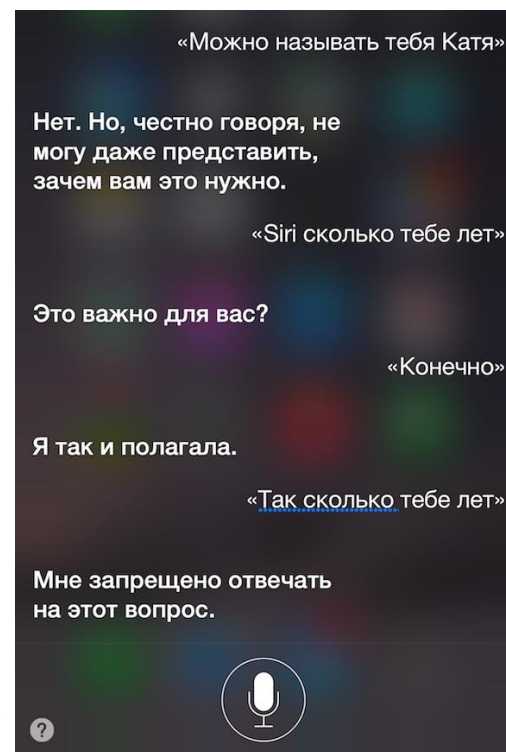 «Можно называть тебя Катя»
Нет. Но, честно говоря, не
могу даже представить,
зачем вам это нужно.
«Siri сколько тебе лет»
Это важно для вас?
«Конечно»
Я так и полагала.
«Так сколько тебе лет»
Мне запрещено отвечать
на этот вопрос.
?